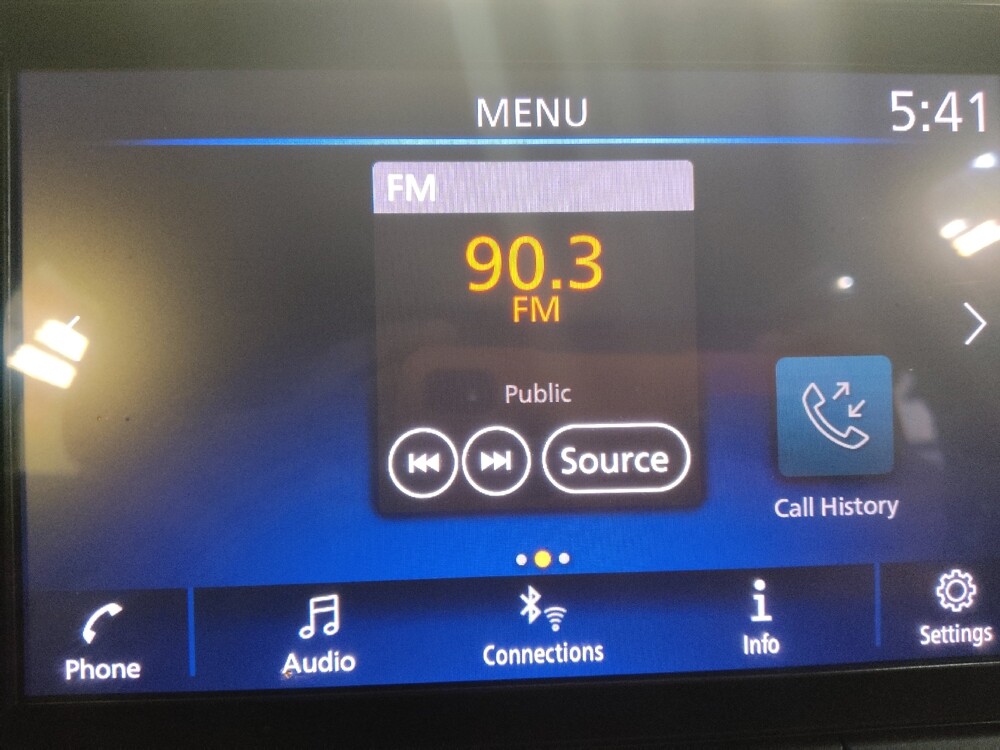 MENU
5:41
FM
90.3
FM
Public
Source
Call History
Phone
Audio
Connections
Info
Settings